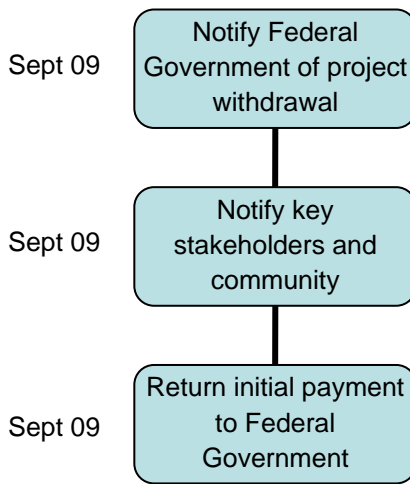 Sept 09
Notify Federal
Government of project
withdrawal
Sept 09
Notify key
stakeholders and
community
Sept 09
Return initial payment
to Federal
Government